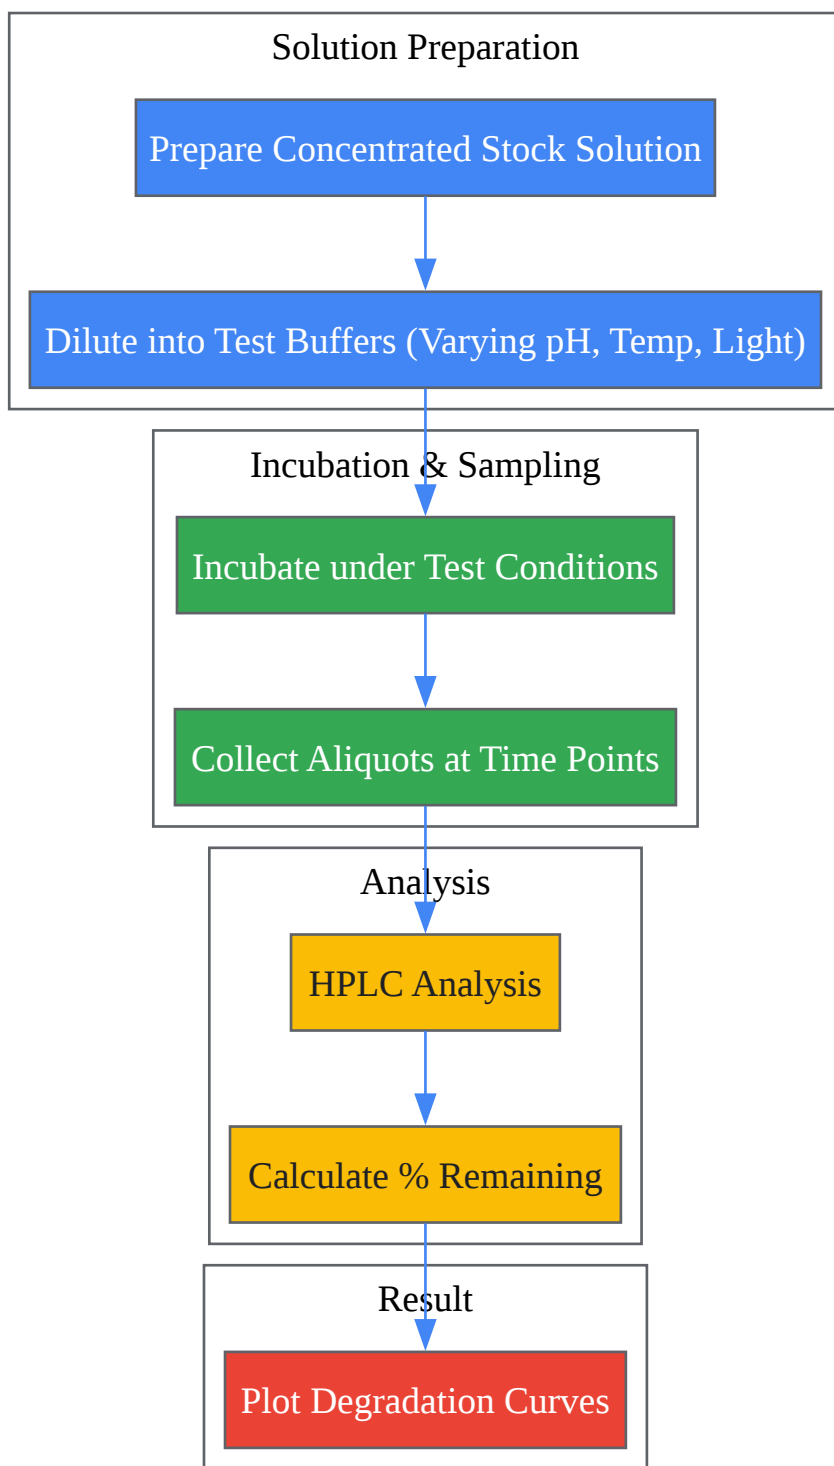 Solution Preparation
Prepare Concentrated Stock Solution
Dilute into Test Buffers (Varying pH, Temp, Light)
Incubation & Sampling
Incubate under Test Conditions
Collect Aliquots at Time Points
Analysis
HPLC Analysis
Calculate % Remaining
Result
Plot Degradation Curves